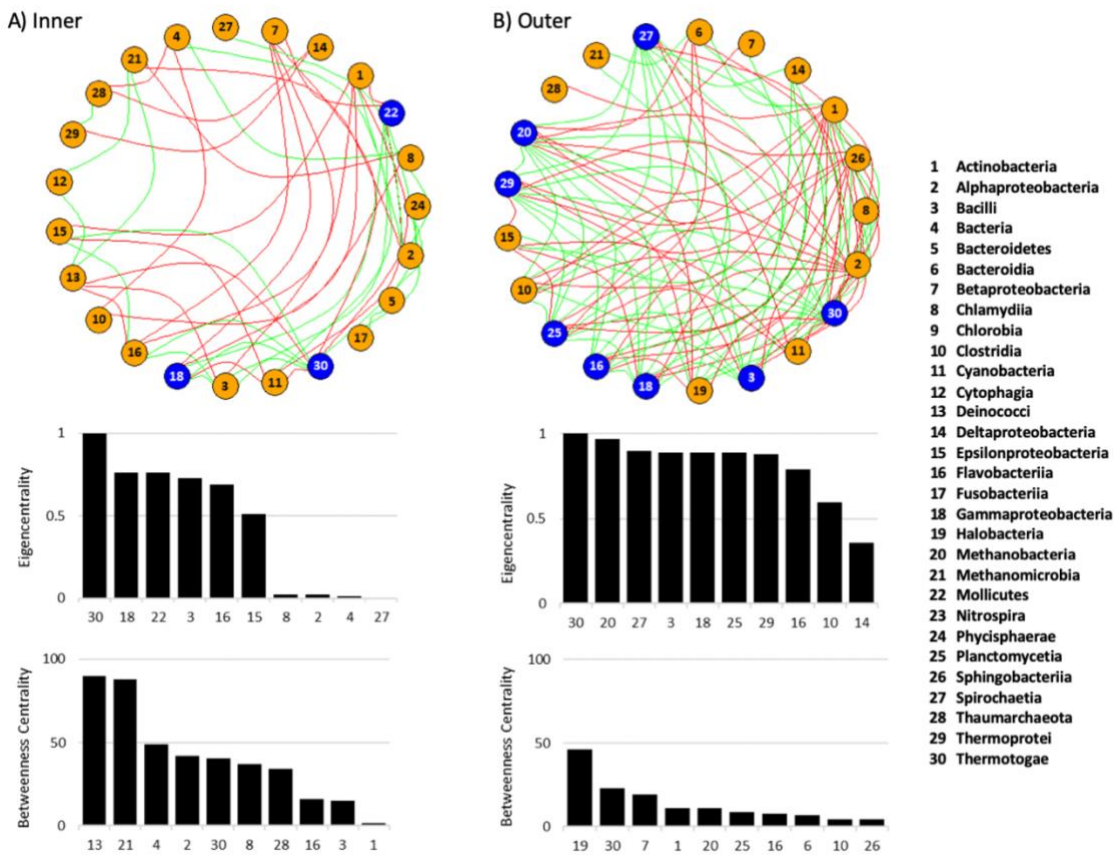 A) Inner
B) Outer
27
7
14
4
21
1
28
22
29
8
12
24
15
2
13
5
10
17
16
30
18
3
11
27
6
7
21
14
28
1
20
26
29
8
15
2
10
30
25
11
16
3
18
19
1 Actinobacteria
2 Alphaproteobacteria
3 Bacilli
4 Bacteria
5 Bacteroidetes
6 Bacteroidia
7 Betaproteobacteria
8 Chlamydiia
9 Chlorobia
10 Clostridia
11 Cyanobacteria
12 Cytophagia
13 Deinococci
14 Deltaproteobacteria
15 Epsilonproteobacteria
16 Flavobacteriia
17 Fusobacteriia
18 Gammaproteobacteria
19 Halobacteria
20 Methanobacteria
21 Methanomicrobia
22 Mollicutes
23 Nitrospira
24 Phycisphaerae
25 Planctomycetia
26 Sphingobacteriia
27 Spirochaetia
28 Thaumarchaeota
29 Thermoprotei
30 Thermotogae
Eigencentrality
1
0.5
0
30 18 22 3 16 15 8 2 4 27
Eigencentrality
1
0.5
0
30 20 27 3 18 25 29 16 10 14
Betweenness Centrality
100
50
0
13 21 4 2 30 8 28 16 3 1
Betweenness Centrality
100
50
0
19 30 7 1 20 25 16 6 10 26